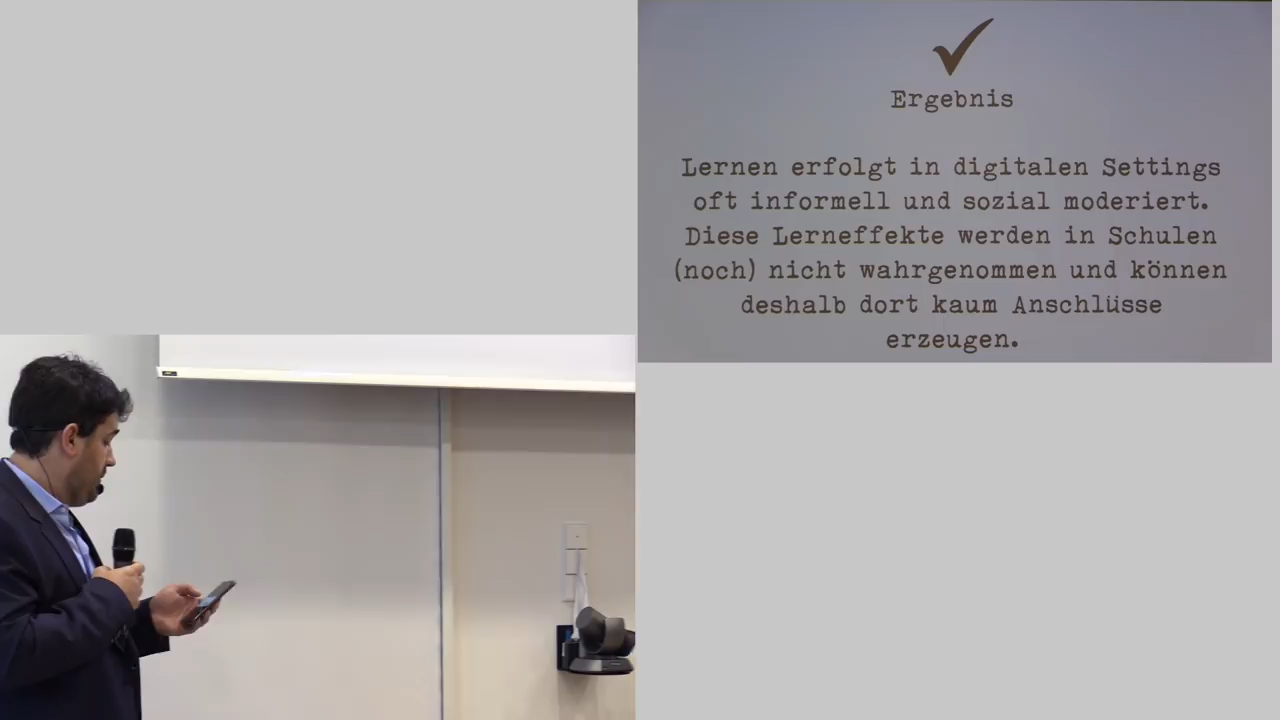 Ergebnis
Lernen erfolgt in digitalen Settings
oft informell und sozial moderiert.
Diese Lerneffekte werden in Schulen
(noch) nicht wahrgenommen und können
deshalb dort kaum Anschlüsse
erzeugen.